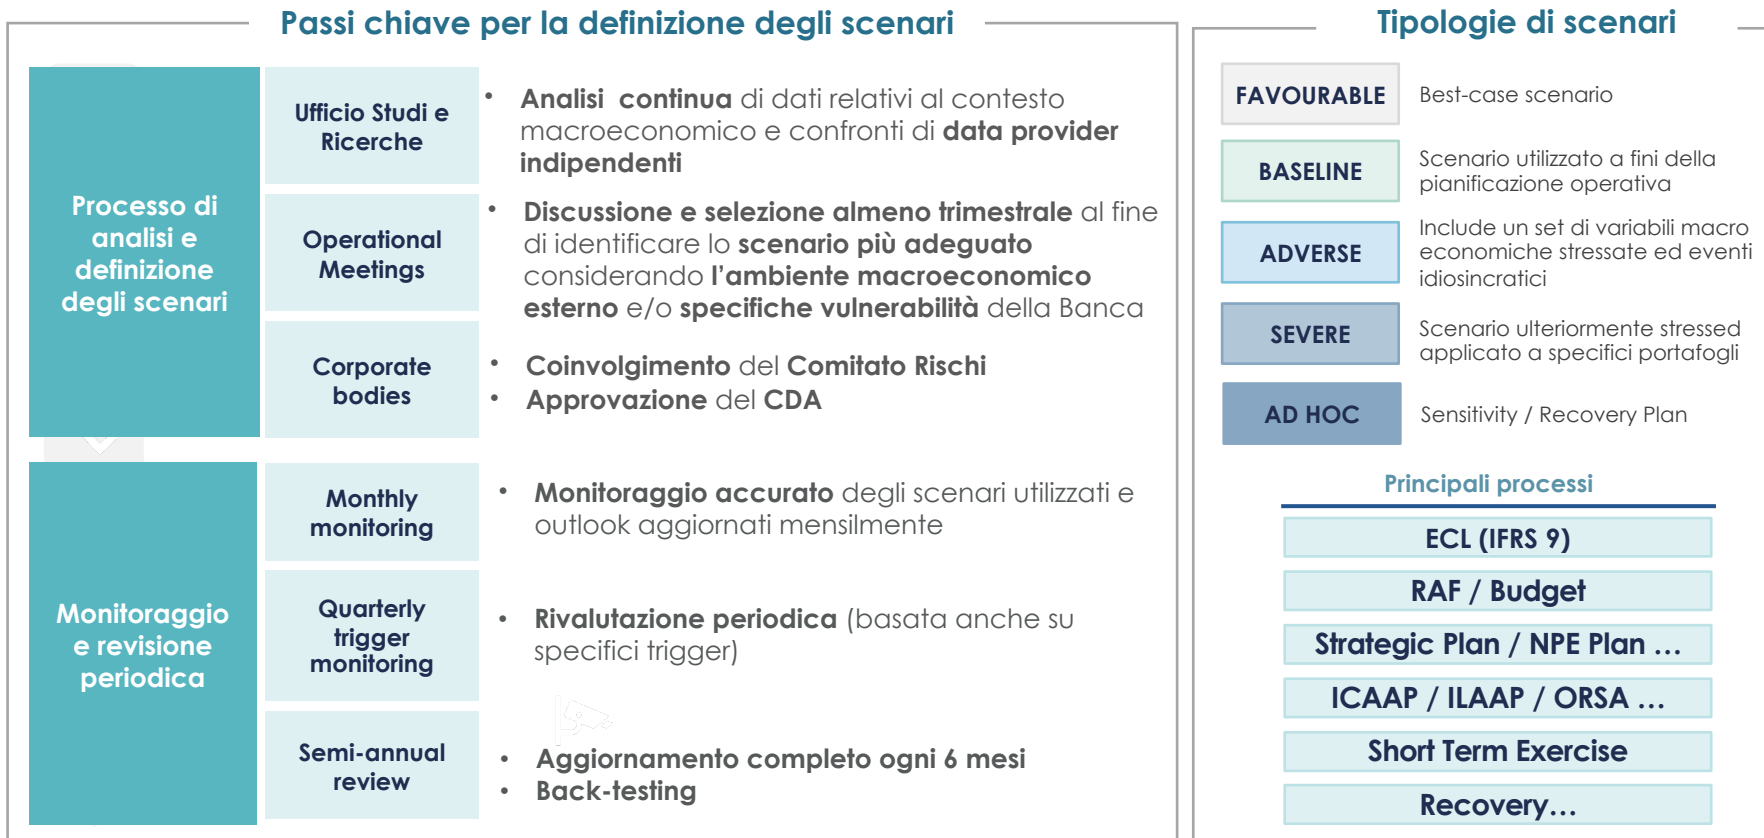 Passi chiave per la definizione degli scenari
Processo di
analisi e
definizione
degli scenari
Ufficio Studi e
Ricerche
• Analisi continua di dati relativi al contesto
macroeconomico e confronti di data provider
indipendenti
Operational
Meetings
• Discussione e selezione almeno trimestrale al fine
di identificare lo scenario più adeguato
considerando l'ambiente macroeconomico
esterno e/o specifiche vulnerabilità della Banca
Corporate
bodies
• Coinvolgimento del Comitato Rischi
• Approvazione del CDA
Monitoraggio
e revisione
periodica
Monthly
monitoring
• Monitoraggio accurato degli scenari utilizzati e
outlook aggiornati mensilmente
Quarterly
trigger
monitoring
• Rivalutazione periodica (basata anche su
specifici trigger)
Semi-annual
review
• Aggiornamento completo ogni 6 mesi
• Back-testing
Tipologie di scenari
FAVOURABLE
Best-case scenario
BASELINE
Scenario utilizzato a fini della
pianificazione operativa
ADVERSE
Include un set di variabili macro
economiche stressate ed eventi
idiosincratici
SEVERE
Scenario ulteriormente stressed
applicato a specifici portafogli
AD HOC
Sensitivity / Recovery Plan
Principali processi
ECL (IFRS 9)
RAF / Budget
Strategic Plan / NPE Plan …
ICAAP / ILAAP / ORSA …
Short Term Exercise
Recovery…